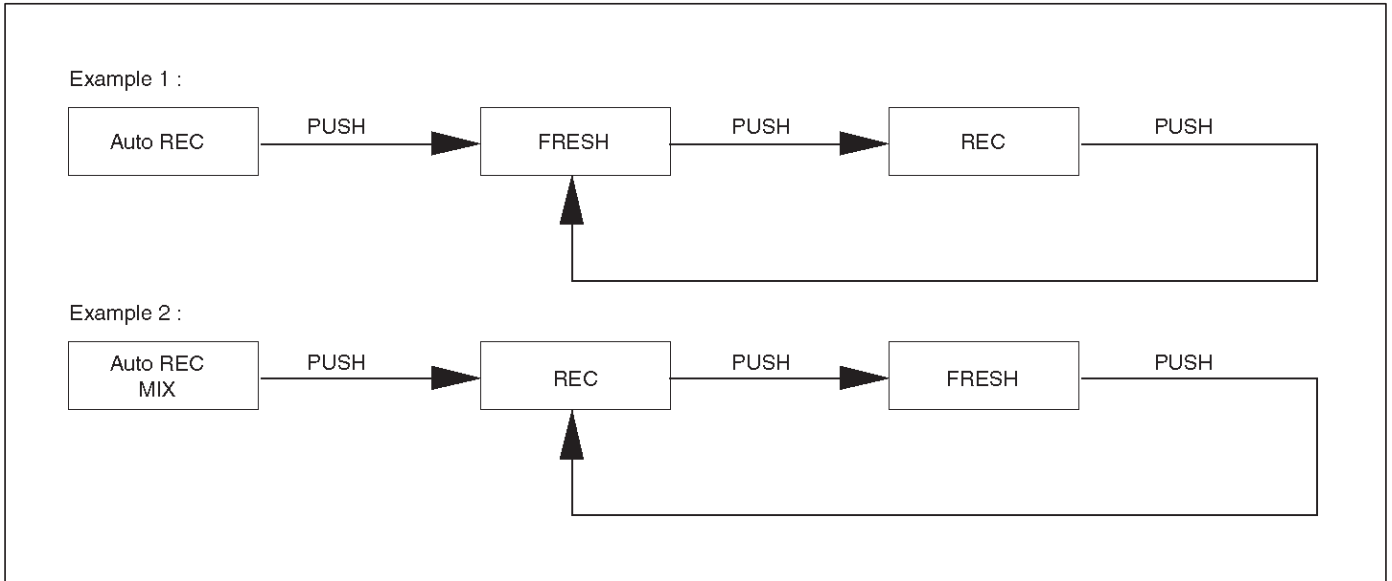 Example 1 :
PUSH PUSH PUSH
Auto REC FRESH REC
Example 2 :
PUSH PUSH PUSH
Auto REC
MIX
REC FRESH